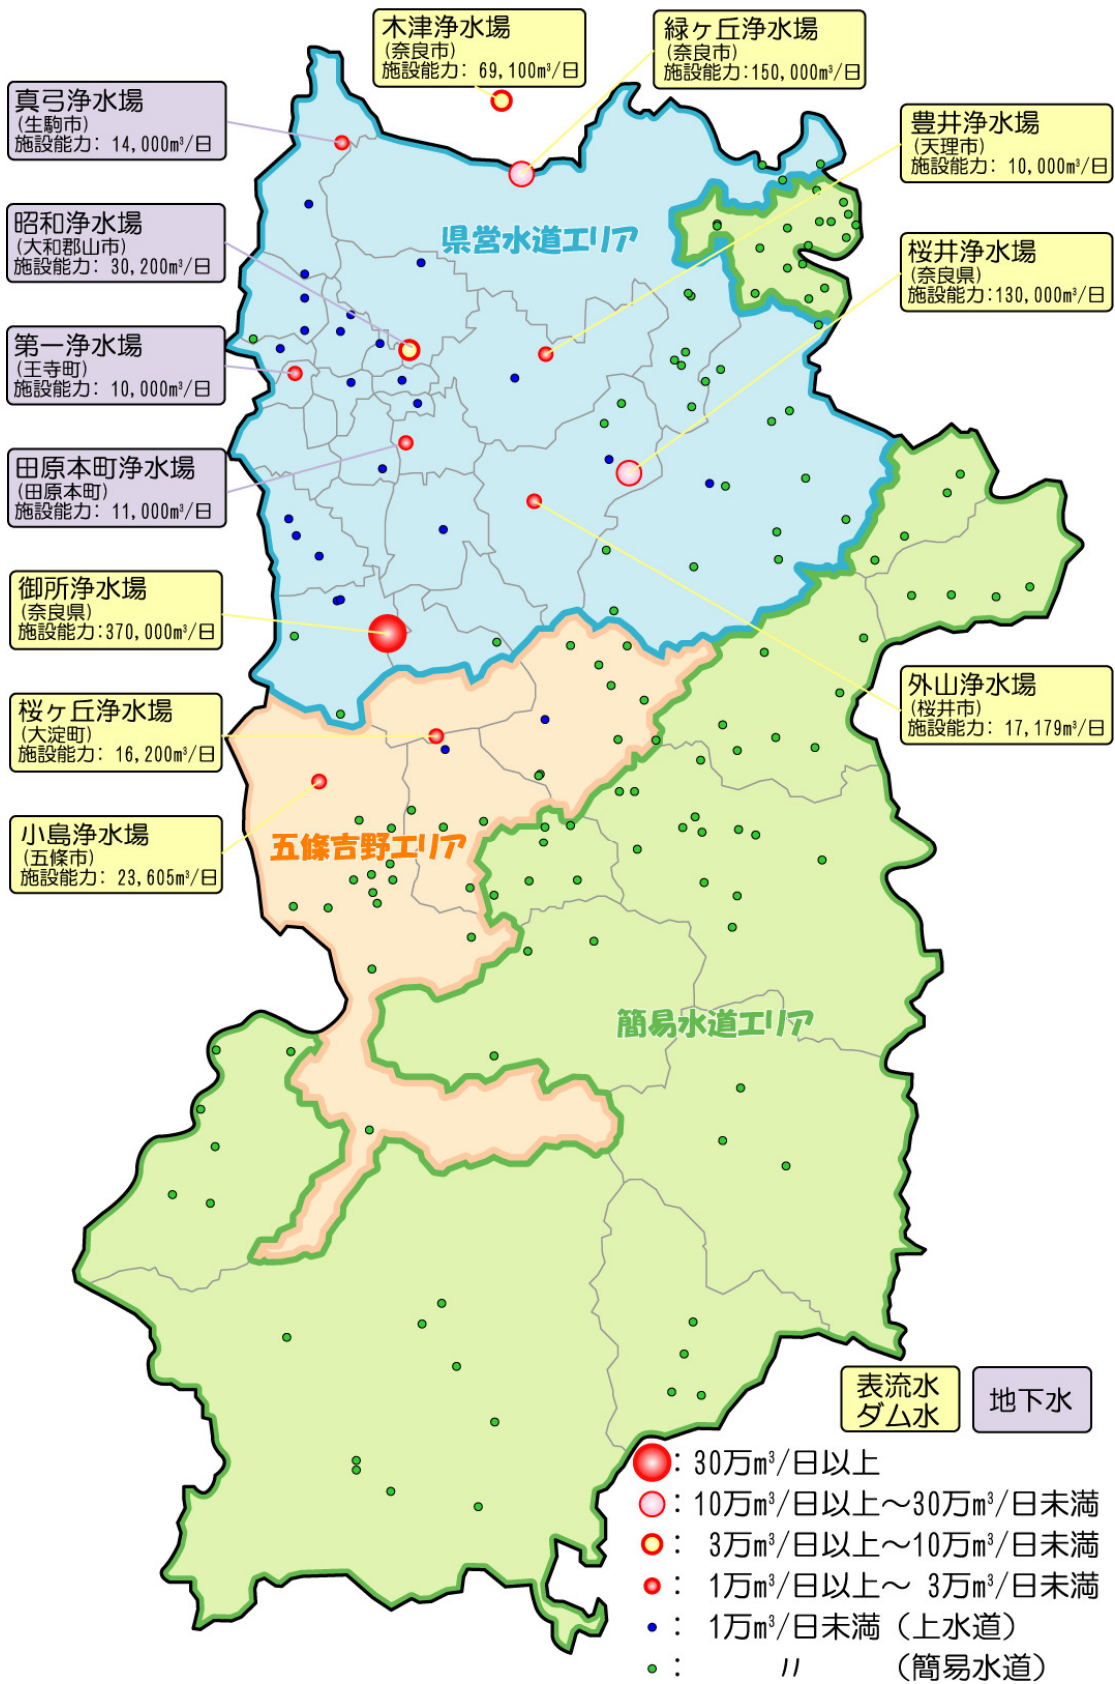 木津浄水場
(奈良市)
施設能力: 69,100m³/日
緑ヶ丘浄水場
(奈良市)
施設能力:150,000m³/日
真弓浄水場
(生駒市)
施設能力: 14,000m³/日
豊井浄水場
(天理市)
施設能力: 10,000m³/日
昭和浄水場
(大和郡山市)
施設能力: 30,200m³/日
県営水道エリア
桜井浄水場
(奈良県)
施設能力:130,000m³/日
第一浄水場
(王寺町)
施設能力: 10,000m³/日
田原本町浄水場
(田原本町)
施設能力: 11,000m³/日
御所浄水場
(奈良県)
施設能力:370,000m³/日
外山浄水場
(桜井市)
施設能力: 17,179m³/日
桜ヶ丘浄水場
(大淀町)
施設能力: 16,200m³/日
小島浄水場
(五條市)
施設能力: 23,605m³/日
五條吉野エリア
簡易水道エリア
表流水
ダム水
地下水
: 30万m³/日以上
: 10万m³/日以上～30万m³/日未満
: 3万m³/日以上～10万m³/日未満
: 1万m³/日以上～ 3万m³/日未満
: 1万m³/日未満（上水道）
: 〃 （簡易水道）